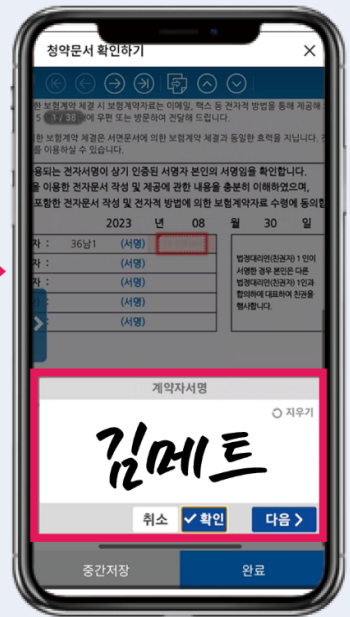 청약문서 확인하기
한 보험계약 체결 시 보험계약자료는 이메일, 팩스 등 전자적 방법을 통해 제공해
5 1 / 38 에 우편 또는 방문하여 전달해 드립니다.
한 보험계약 체결은 서면문서에 의한 보험계약 체결과 동일한 효력을 지닙니다.
를 이용하실 수 있습니다.
용되는 전자서명이 상기 인증된 서명자 본인의 서명임을 확인합니다.
을 이용한 전자문서 작성 및 제공에 관한 내용을 충분히 이해하였으며,
포함한 전자문서 작성 및 전자적 방법에 의한 보험계약자료 수령에 동의합
2023 년 08 월 30 일
자 : 36남1 (서명)
자 : (서명)
자 : (서명)
: (서명)
: (서명)
법정대리인(친권자) 1 인이
서명한 경우 본인은 다른
법정대리인(친권자) 1인과
합의하에 대표하여 친권을
행사합니다.
계약자서명
지우기
김메트
취소 확인 다음
중간저장 완료